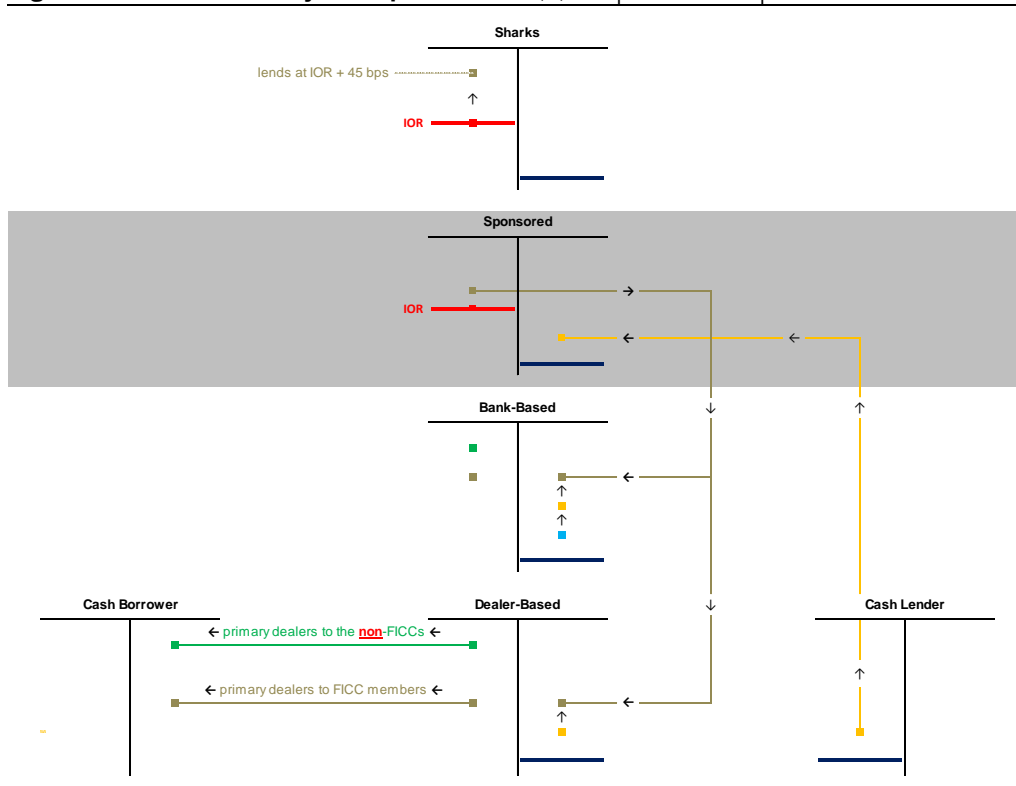 Sharks
lends at IOR + 45 bps
↑
IOR
Sponsored
→
IOR
← ←
Bank-Based
↓ ↑
←
↑
↑
Cash Borrower Dealer-Based ↓ Cash Lender
← primary dealers to the non-FICCs ←
↑
← primary dealers to FICC members ←
←
↑